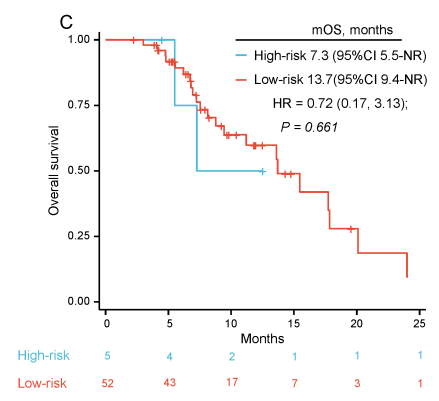 C
mOS, months
High-risk 7.3 (95%CI 5.5-NR)
Low-risk 13.7(95%CI 9.4-NR)
HR = 0.72 (0.17, 3.13);
P = 0.661
Overall survival
1.00
0.75
0.50
0.25
0.00
0 5 10 15 20 25
Months
High-risk 5 4 2 1 1 1
Low-risk 52 43 17 7 3 1